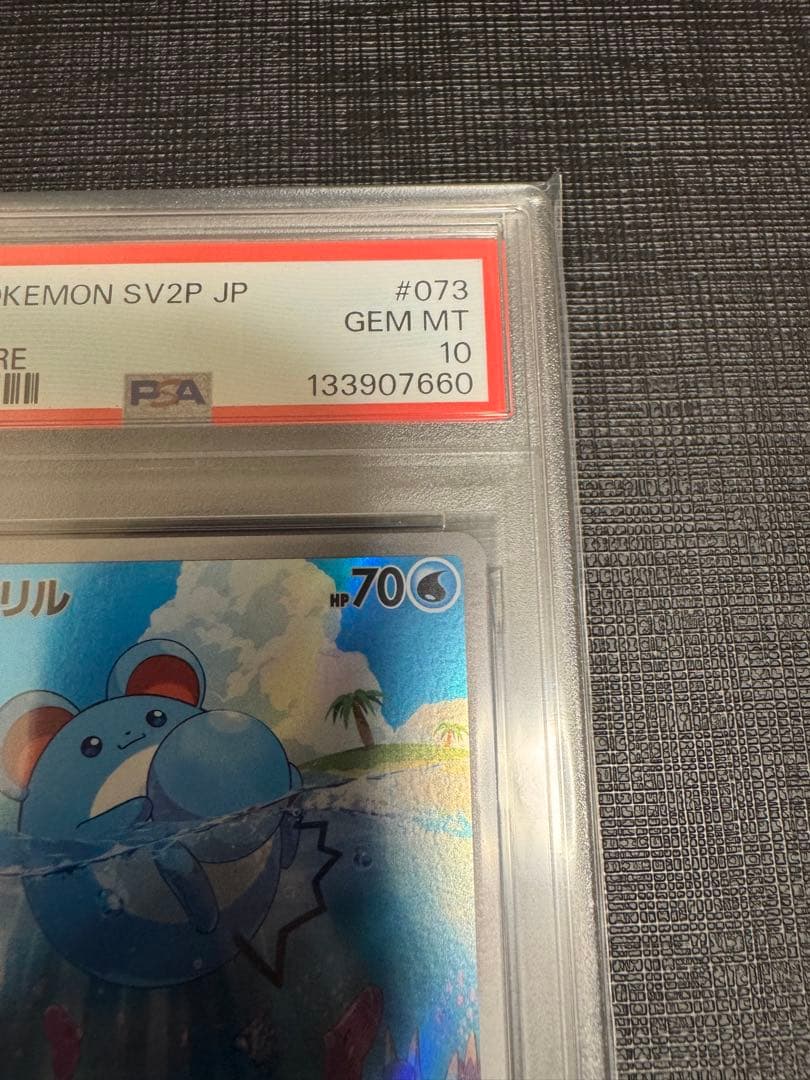 OKEMON SV2P JP #073
GEM MT
RE 10
PSA 133907660
リル HP70